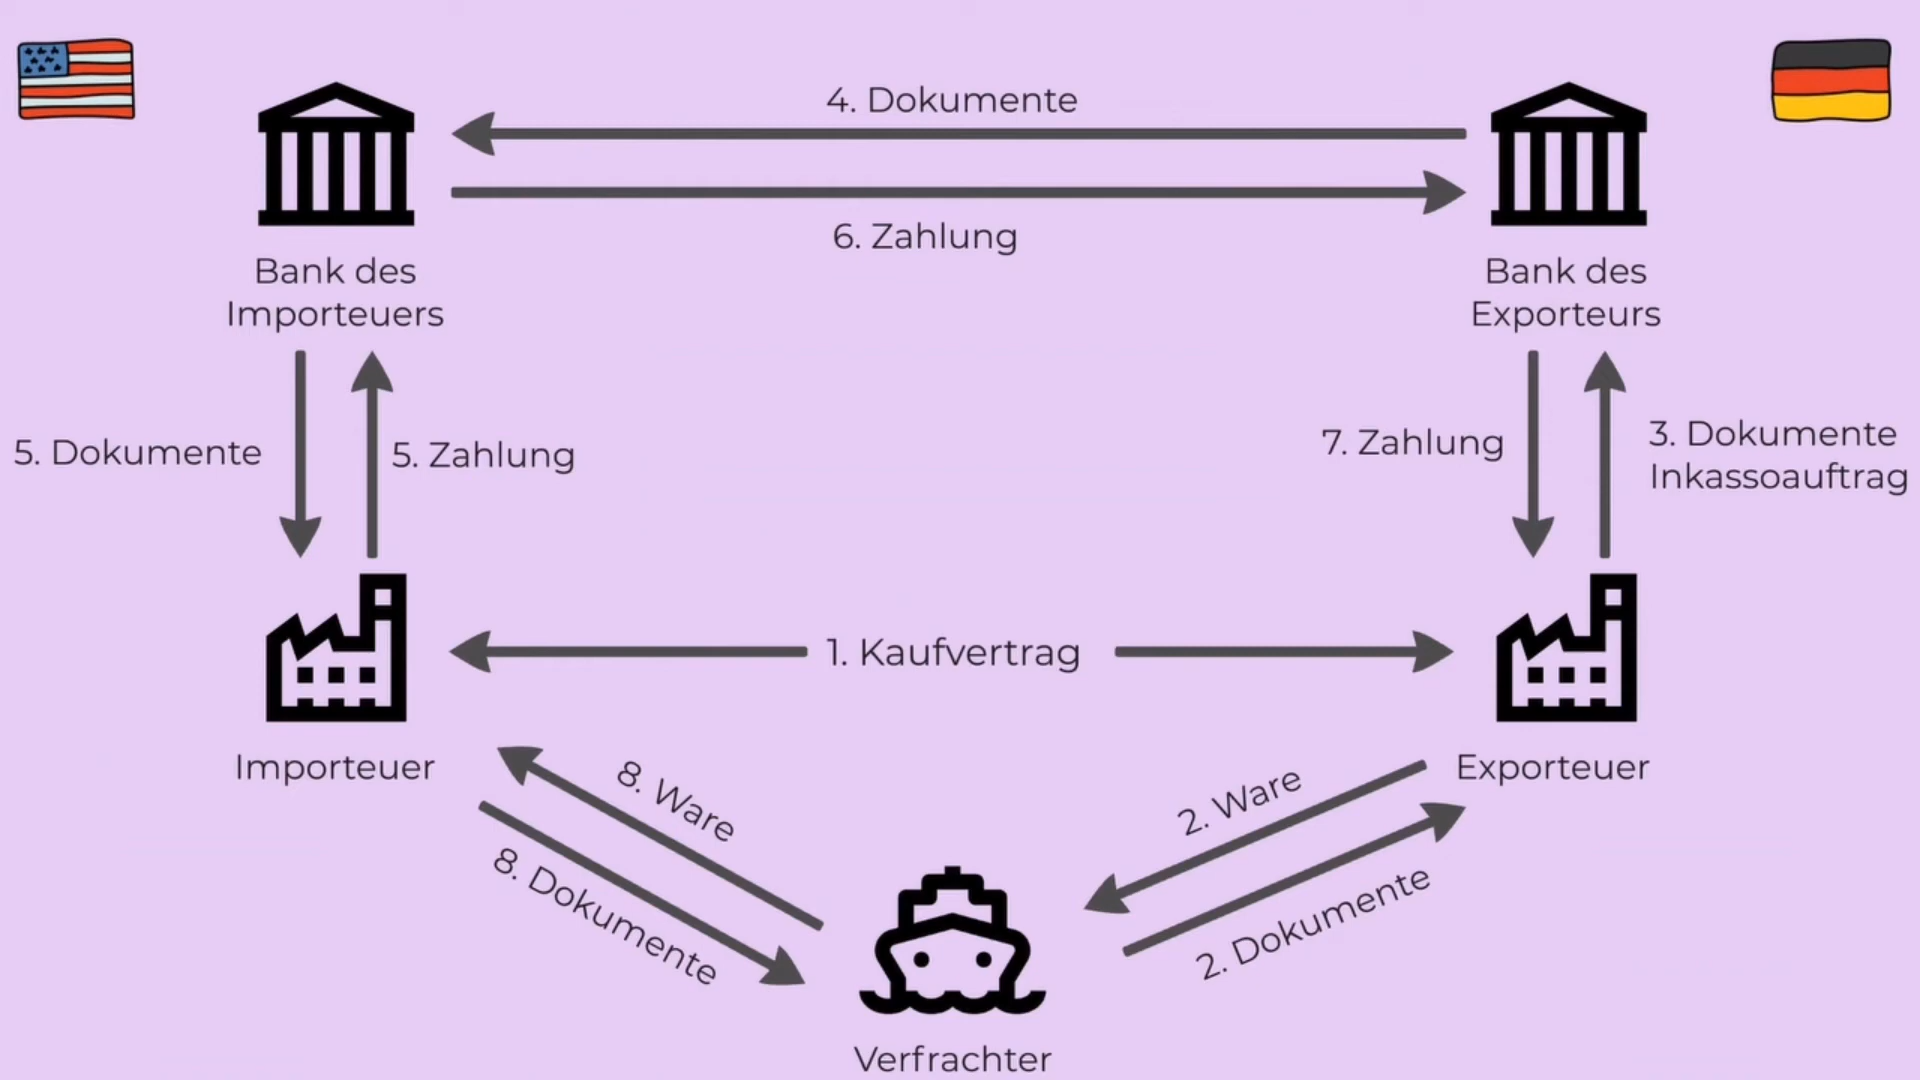 4. Dokumente
6. Zahlung
Bank des
Importeuers
Bank des
Exporteurs
5. Dokumente
5. Zahlung
7. Zahlung
3. Dokumente
Inkassoauftrag
1. Kaufvertrag
Importeuer
Exporteuer
8. Ware
8. Dokumente
2. Ware
2. Dokumente
Verfrachter